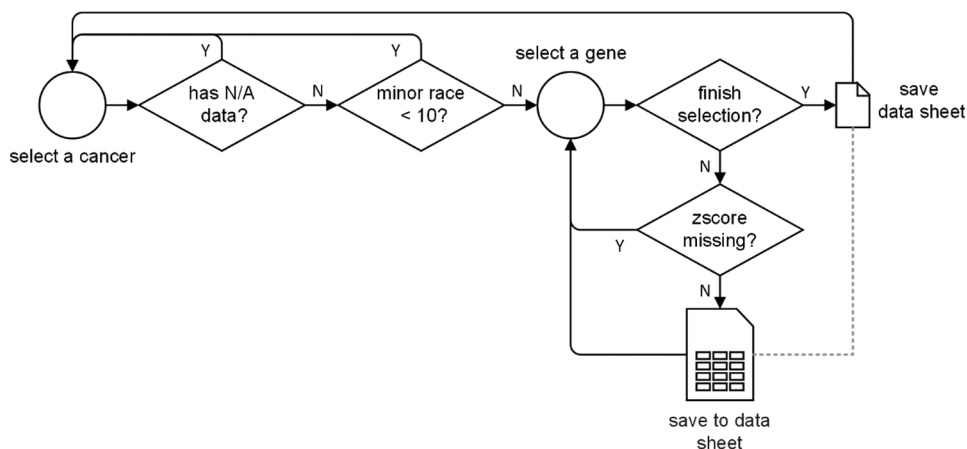 select a cancer
has N/A
data?
Y
N
minor race
< 10?
Y
N
select a gene
finish
selection?
Y
save
data sheet
N
zscore
missing?
Y
N
save to data
sheet